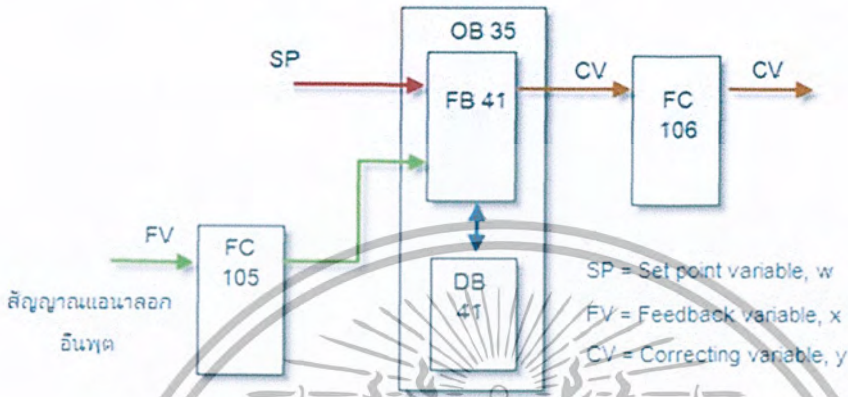 OB 35
SP
FB 41
CV
FC
106
CV
FV
FC
105
สัญญาณแอนาลอก
อินพุต
DB
41
SP = Set point variable, w
FV = Feedback variable, x
CV = Correcting variable, y